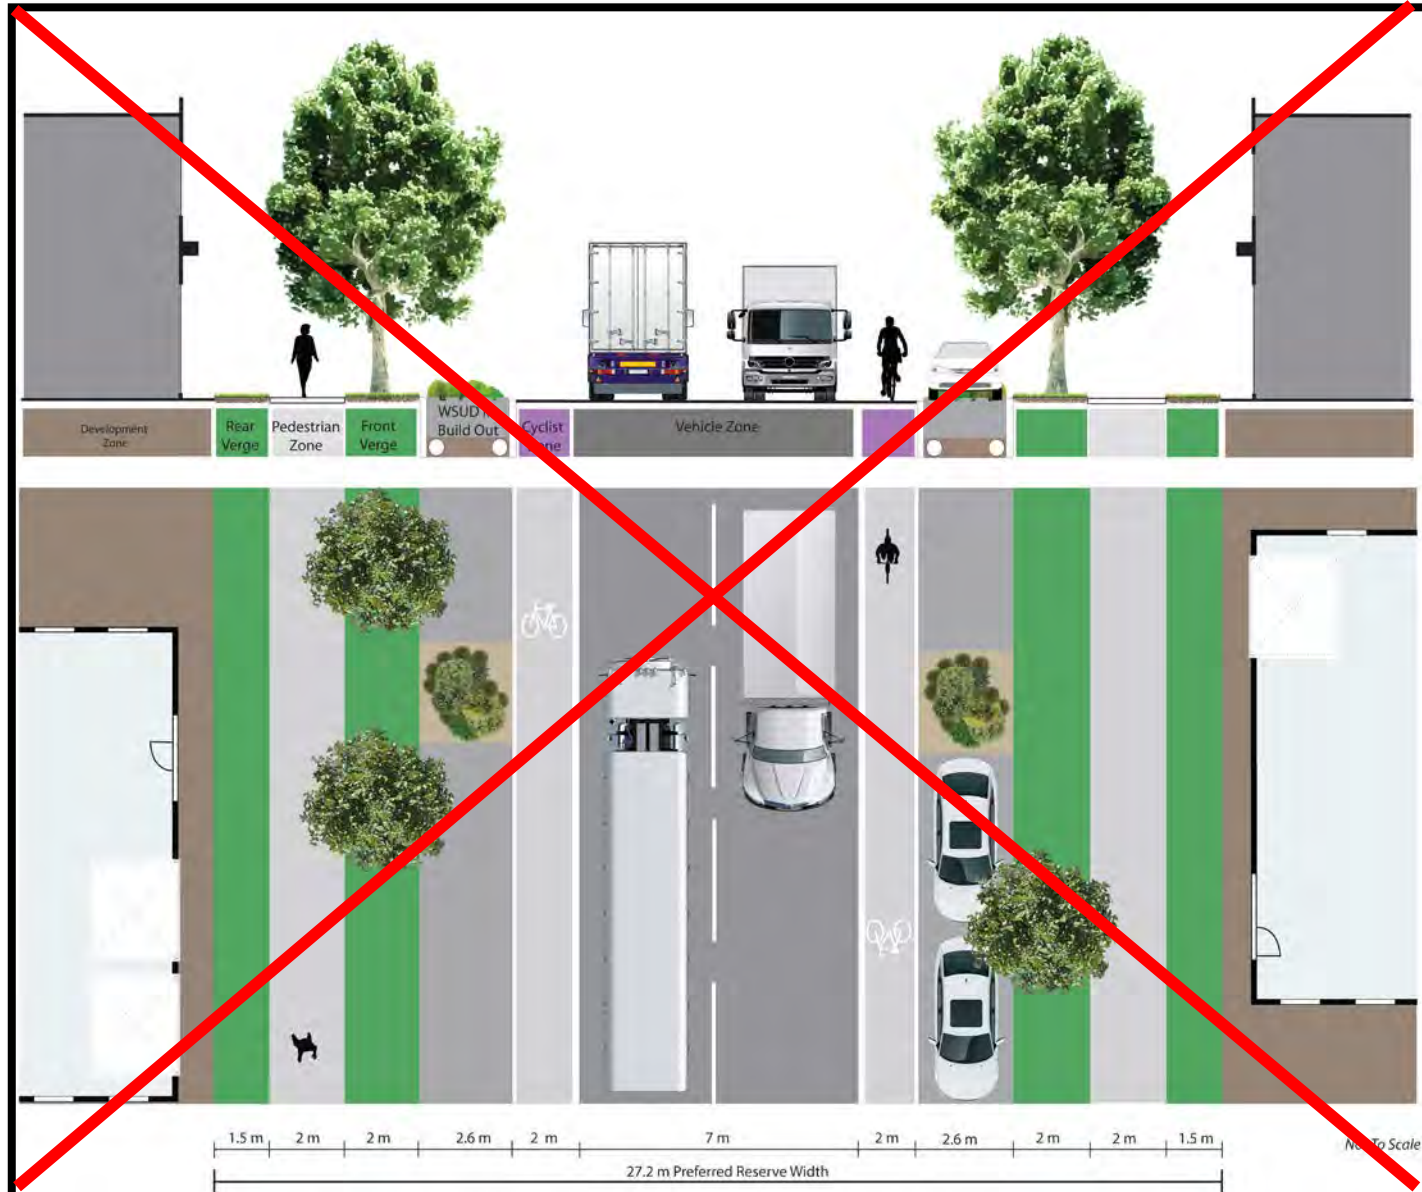 Development
Zone
Rear
Verge
Pedestrian
Zone
Front
Verge
WSUD
Build Out
Cyclist
Vehicle Zone
1.5 m
2 m
2 m
2.6 m
2 m
7 m
2 m
2.6 m
2 m
2 m
1.5 m
Not To Scale
27.2 m Preferred Reserve Width